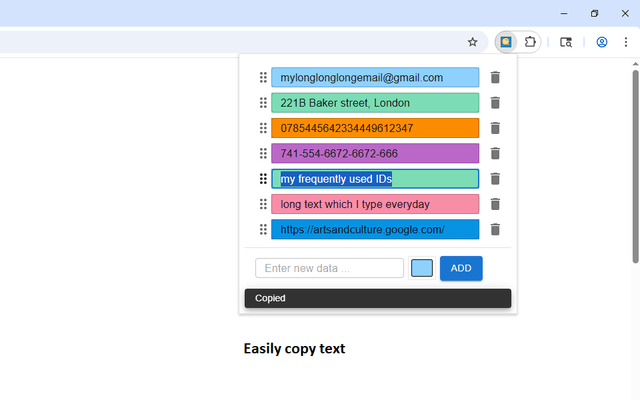 mylonglonglongemail@gmail.com
221B Baker street, London
0785445642334449612347
741-554-6672-6672-666
my frequently used IDs
long text which I type everyday
https://artsandculture.google.com/
Enter new data ...
ADD
Copied
Easily copy text